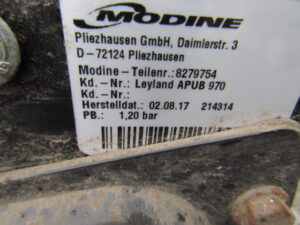 MODINE
Pliezhausen GmbH, Daimlerstr. 3
D-72124 Pliezhausen
Modine-Teilenr.:8279754
Kd.-Nr.: Leyland APUB 970
Kd.-Nr.:
Herstelldat.: 02.08.17 214314
PB.: 1,20 bar